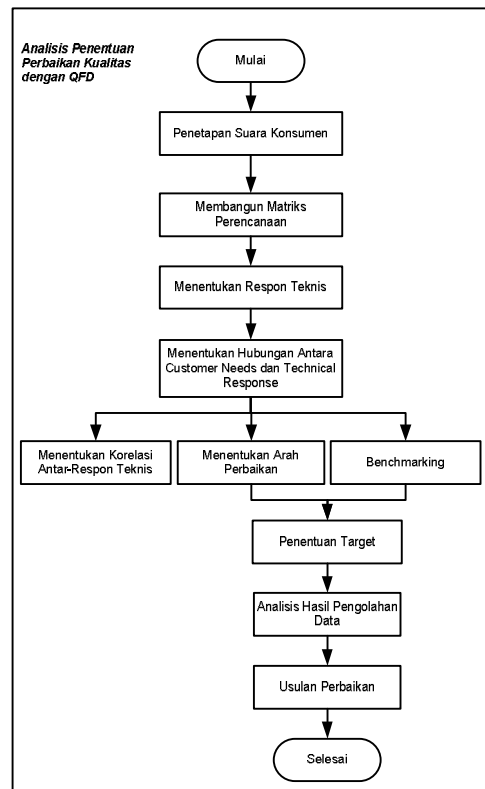 Analisis Penentuan
Perbaikan Kualitas
dengan QFD
Mulai
Penetapan Suara Konsumen
Membangun Matriks
Perencanaan
Menentukan Respon Teknis
Menentukan Hubungan Antara
Customer Needs dan Technical
Response
Menentukan Korelasi
Antar-Respon Teknis
Menentukan Arah
Perbaikan
Benchmarking
Penentuan Target
Analisis Hasil Pengolahan
Data
Usulan Perbaikan
Selesai